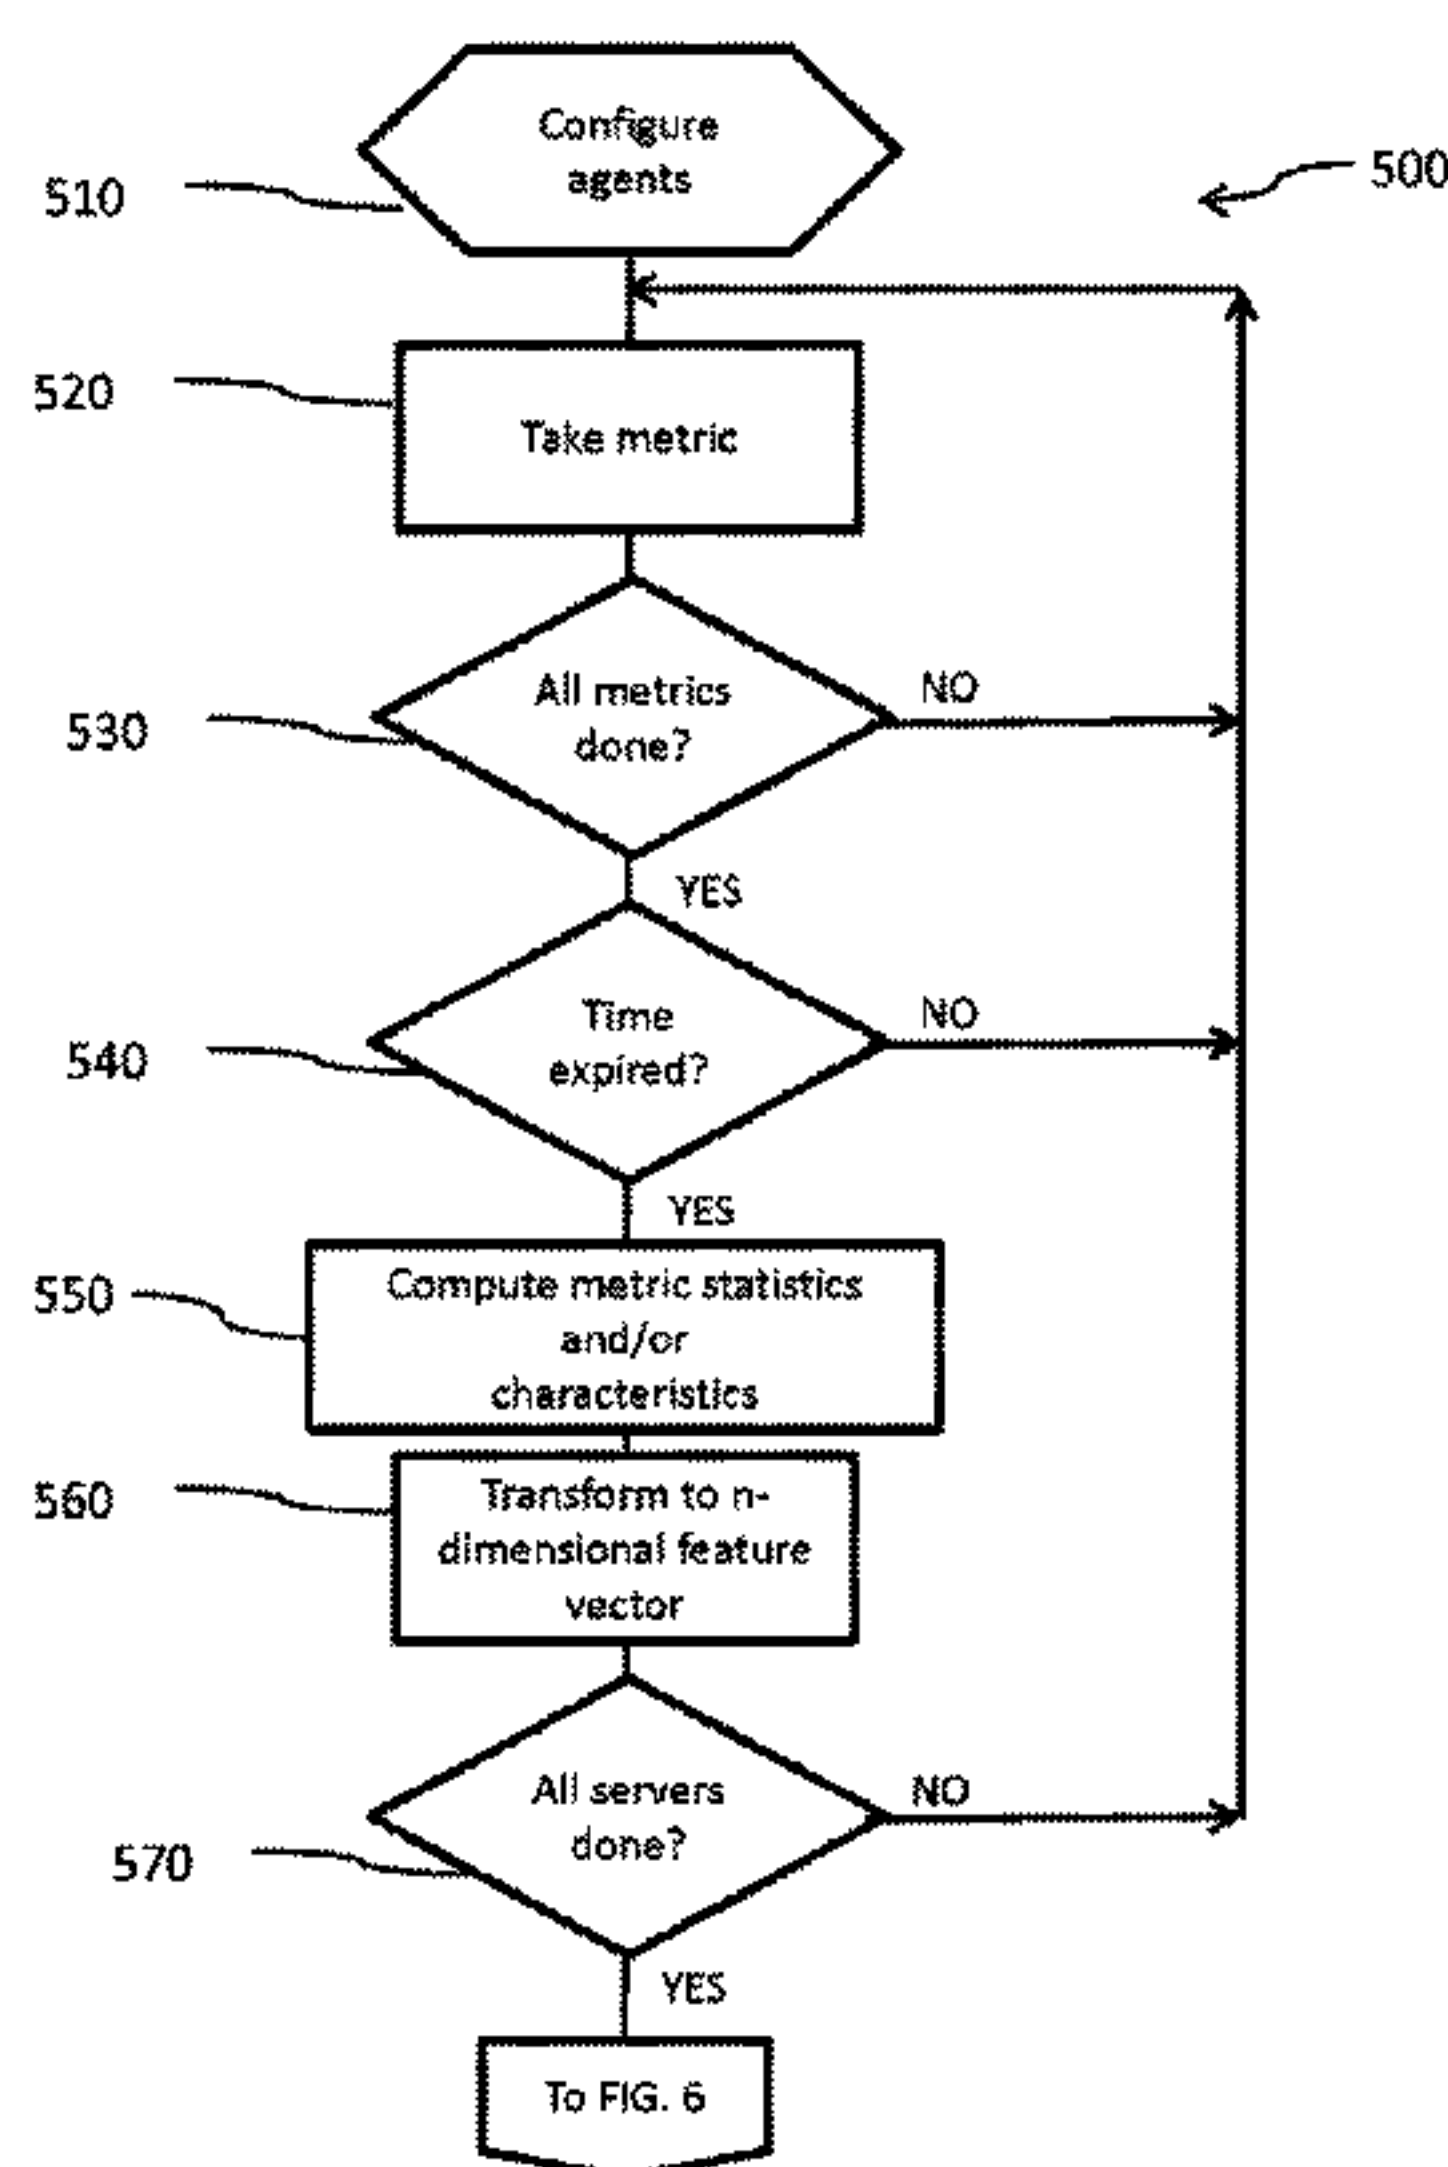 Configure
agents
500
510
520
Take metric
All metrics
done?
NO
530
YES
Time
expired?
NO
540
YES
550
Compute metric statistics
and/or
characteristics
560
Transform to n-
dimensional feature
vector
All servers
done?
NO
570
YES
To FIG. 6